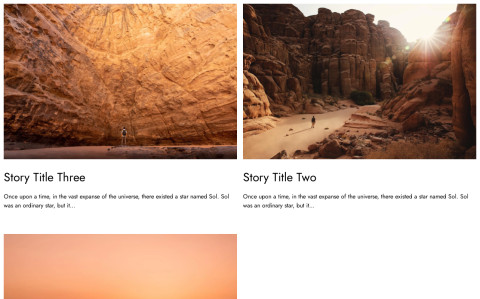 Story Title Three
Once upon a time, in the vast expanse of the universe, there existed a star named Sol. Sol
was an ordinary star, but it...
Story Title Two
Once upon a time, in the vast expanse of the universe, there existed a star named Sol. Sol
was an ordinary star, but it...